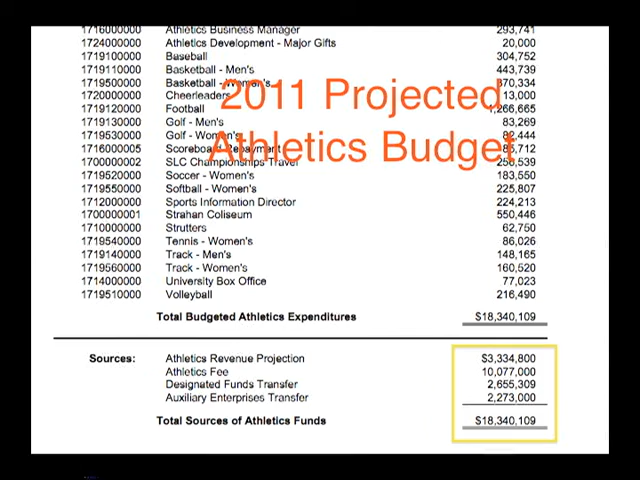 1716000000 Athletics Business Manager 293,741
1724000000 Athletics Development - Major Gifts 20,000
1719100000 Baseball 304,752
1719110000 Basketball - Men's 443,739
1719500000 Basketball - Women's 370,334
2011 Projected
1720000000 Cheerleaders 13,000
1719120000 Football 1,266,665
1719130000 Golf - Men's 83,269
1719530000 Golf - Women's 82,444
Athletics Budget
1716000005 Scoreboard Repayment 85,712
1700000002 SLC Championships Travel 256,539
1719520000 Soccer - Women's 183,550
1719550000 Softball - Women's 225,807
1712000000 Sports Information Director 224,213
1700000001 Strahan Coliseum 550,446
1710000000 Strutters 62,750
1719540000 Tennis - Women's 86,026
1719140000 Track - Men's 148,165
1719560000 Track - Women's 160,520
1714000000 University Box Office 77,023
1719510000 Volleyball 216,490
Total Budgeted Athletics Expenditures $18,340,109
Sources: Athletics Revenue Projection $3,334,800
Athletics Fee 10,077,000
Designated Funds Transfer 2,655,309
Auxiliary Enterprises Transfer 2,273,000
Total Sources of Athletics Funds $18,340,109